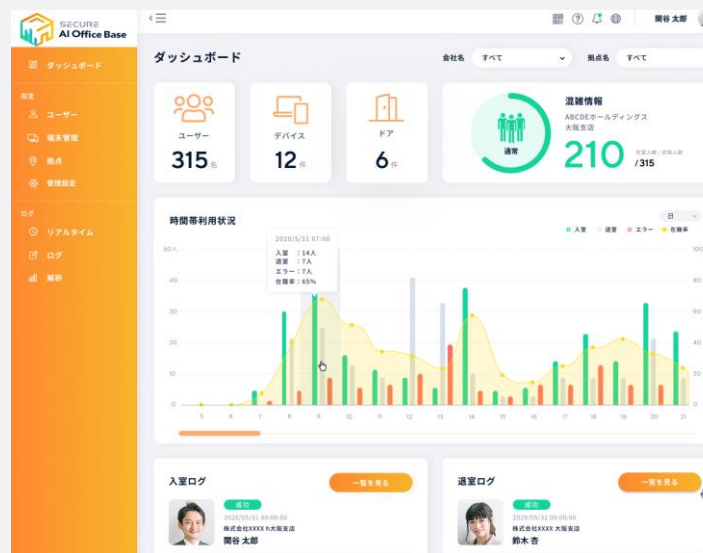 SECURE
AI Office Base
ダッシュボード
設定
ユーザー
端末管理
拠点
管理設定
ログ
リアルタイム
ログ
解析
関谷 太郎
ダッシュボード
会社名 すべて
拠点名 すべて
ユーザー
315 名
デバイス
12 件
ドア
6 件
通常
混雑情報
ABCDEホールディングス
大阪支店
210 /315
時間帯利用状況
日
入室 退室 エラー 在籍率
2020/5/31 07:00
入室 :14人
退室 :7人
エラー:7人
在籍率:65%
60人
40
30
20
10
0
100
80
60
40
20
0
5 6 7 8 9 10 11 12 13 14 15 16 17 18 19 20 21
入室ログ
一覧を見る
成功
2020/05/31 00:00:00
株式会社XXXX h大阪支店
関谷 太郎
退室ログ
一覧を見る
成功
2020/05/31 00:00:00
株式会社XXXX 大阪支店
鈴木 杏